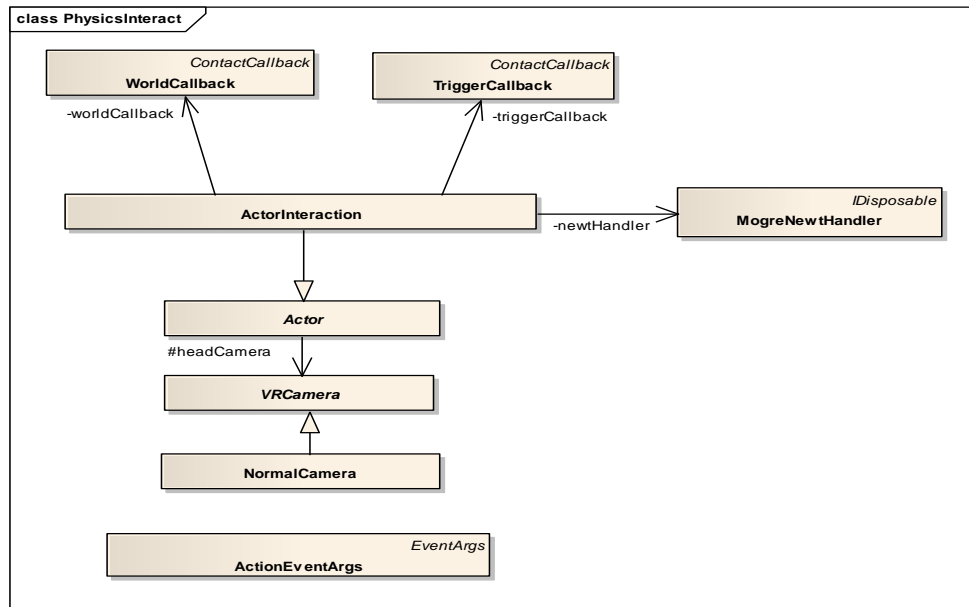 class PhysicsInteract
ContactCallback
WorldCallback
ContactCallback
TriggerCallback
-worldCallback
-triggerCallback
ActorInteraction
IDisposable
MogreNewtHandler
-newtHandler
Actor
#headCamera
VRCamera
NormalCamera
EventArgs
ActionEventArgs